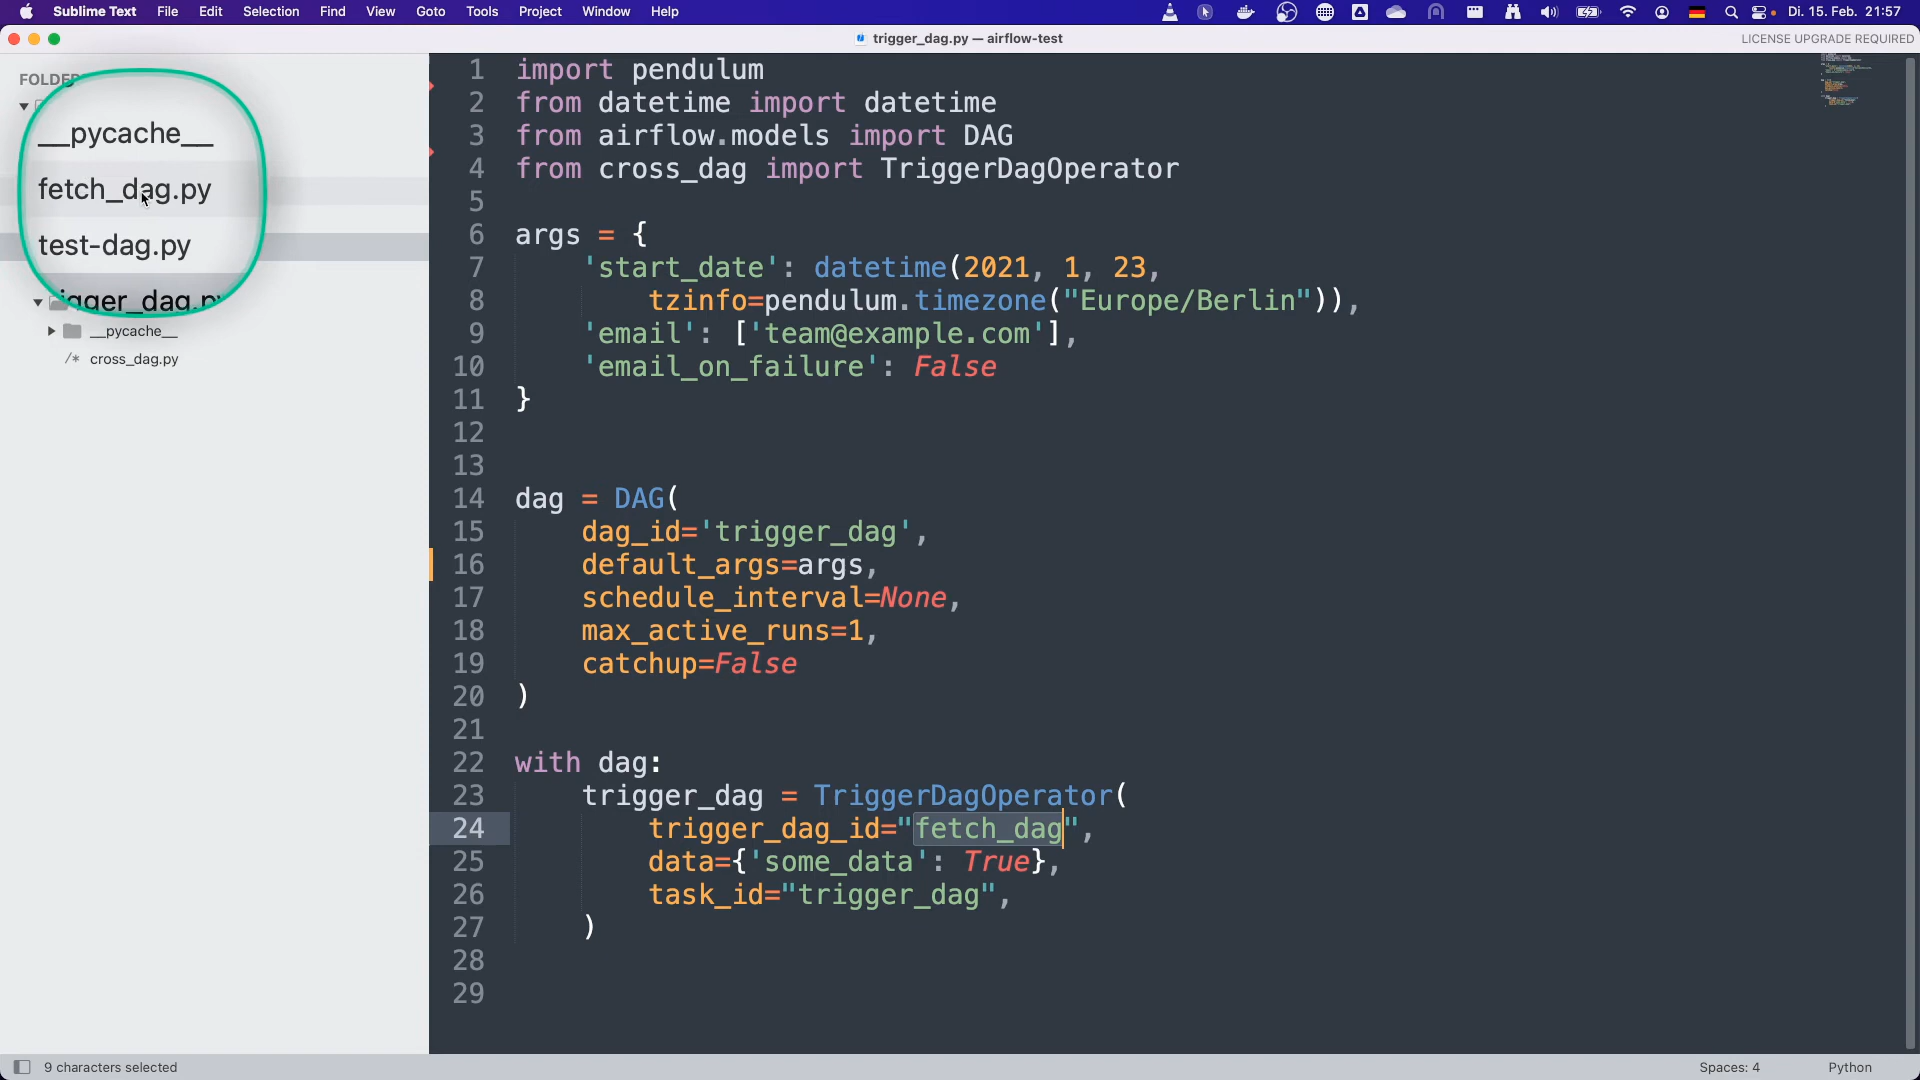 Sublime Text File Edit Selection Find View Goto Tools Project Window Help Di. 15. Feb. 21:57
trigger_dag.py — airflow-test LICENSE UPGRADE REQUIRED
__pycache__
fetch_dag.py
test-dag.py
__pycache__
/* cross_dag.py
1 import pendulum
2 from datetime import datetime
3 from airflow.models import DAG
4 from cross_dag import TriggerDagOperator
5
6 args = {
7 'start_date': datetime(2021, 1, 23,
8 tzinfo=pendulum.timezone("Europe/Berlin")),
9 'email': ['team@example.com'],
10 'email_on_failure': False
11 }
12
13
14 dag = DAG(
15 dag_id='trigger_dag',
16 default_args=args,
17 schedule_interval=None,
18 max_active_runs=1,
19 catchup=False
20 )
21
22 with dag:
23 trigger_dag = TriggerDagOperator(
24 trigger_dag_id="fetch_dag",
25 data={'some_data': True},
26 task_id="trigger_dag",
27 )
28
29
9 characters selected Spaces: 4 Python